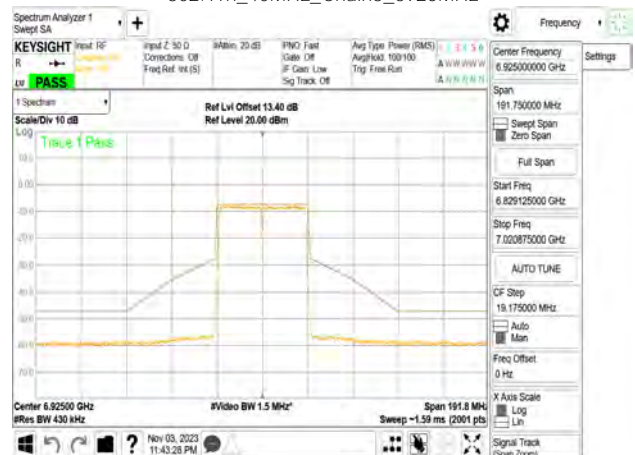 Spectrum Analyzer 1
Swept SA
Frequency
KEYSIGHT
Input: RF
Input Z: 50 Ω
Corrections: Off
Freq Ref: Int (S)
#Atten: 20 dB
PNO: Fast
Gate: Off
IF Gain: Low
Sig Track: Off
Avg Type: Power (RMS)
Avg|Hold: 100/100
Trig: Free Run
A W W W W W
A N N N N N
PASS
Center Frequency
6.925000000 GHz
Settings
1 Spectrum
Scale/Div 10 dB
Ref Lvl Offset 13.40 dB
Ref Level 20.00 dBm
Log
Trace 1 Pass
Span
191.750000 MHz
Swept Span
Zero Span
Full Span
Start Freq
6.829125000 GHz
Stop Freq
7.020875000 GHz
AUTO TUNE
CF Step
19.175000 MHz
Auto
Man
Freq Offset
0 Hz
X Axis Scale
Log
Lin
Signal Track
(Span Zoom)
Center 6.92500 GHz
#Video BW 1.5 MHz*
Span 191.8 MHz
#Res BW 430 kHz
Sweep ~1.59 ms (2001 pts)
Nov 03, 2023
11:43:28 PM